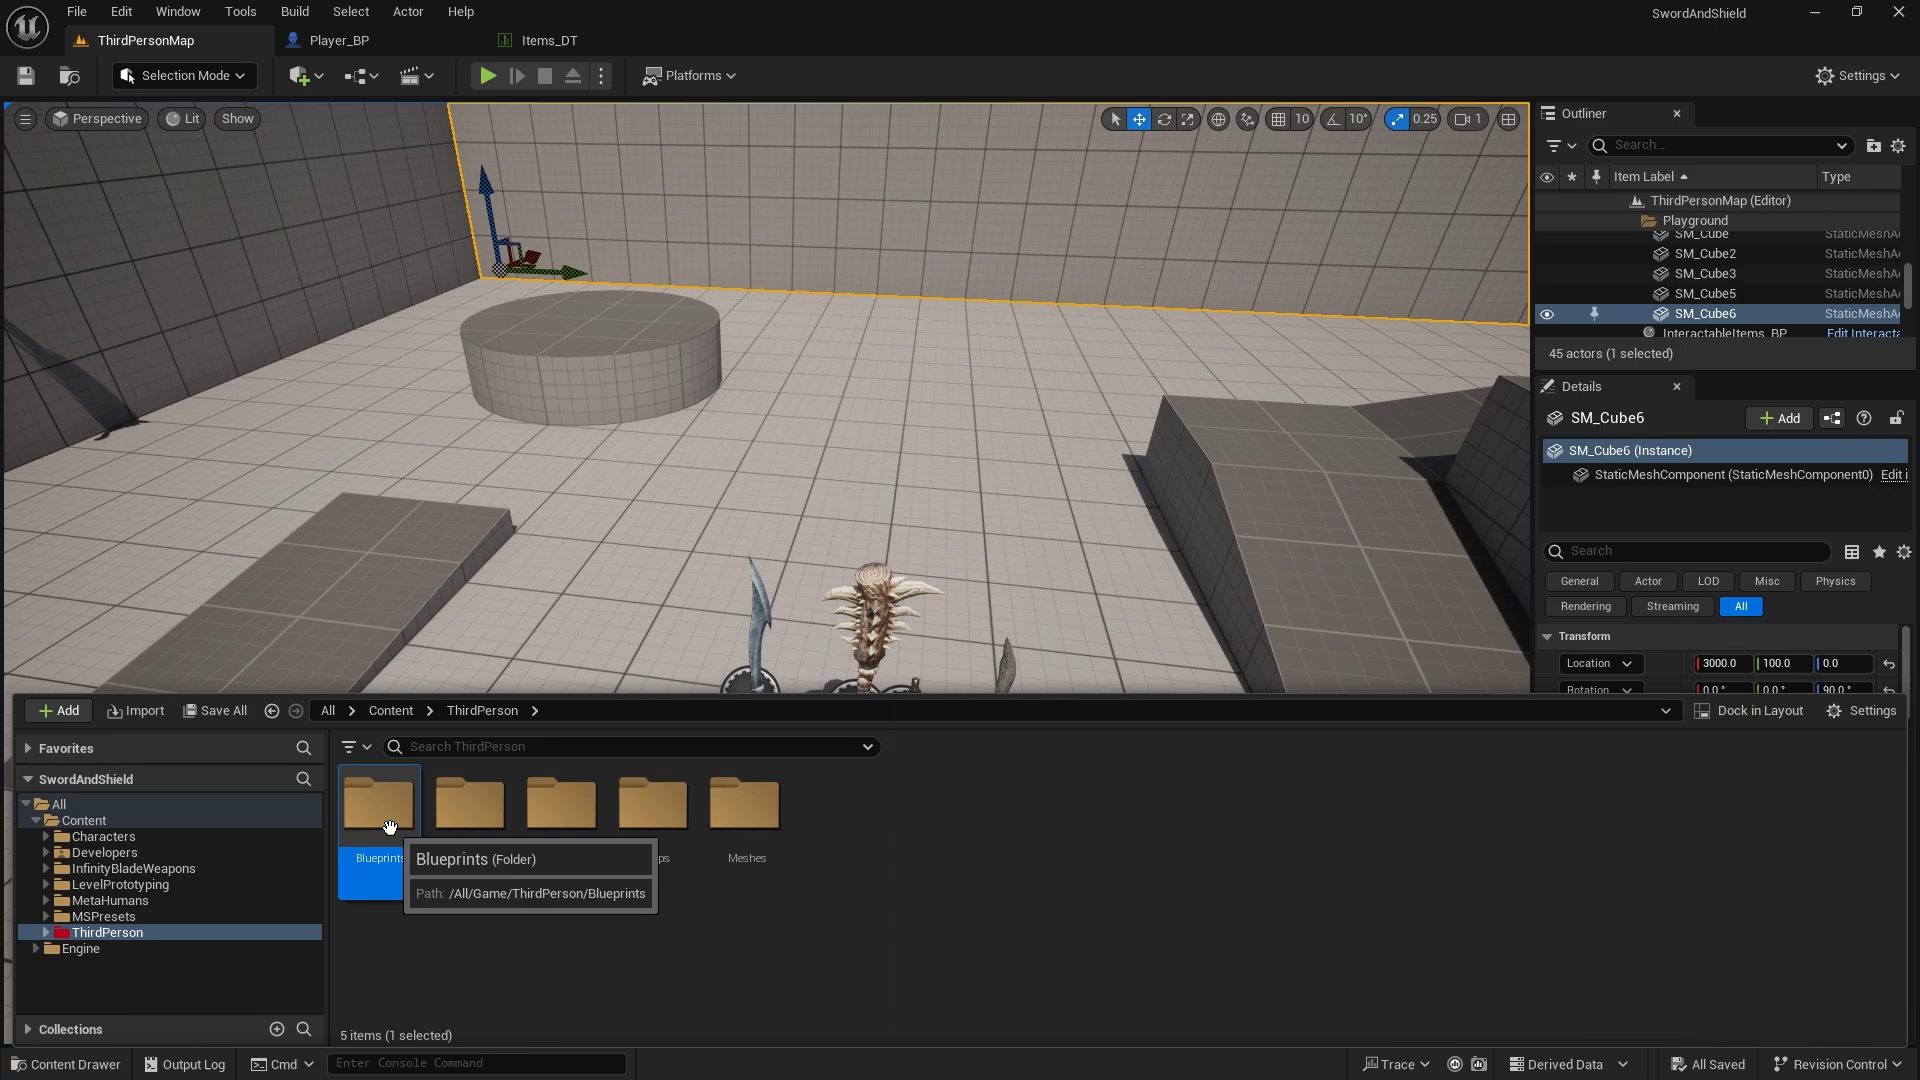 File Edit Window Tools Build Select Actor Help
SwordAndShield
ThirdPersonMap
Player_BP
Items_DT
Selection Mode
Platforms
Settings
Perspective
Lit
Show
10
10°
0.25
1
Outliner
Search...
Item Label
Type
ThirdPersonMap (Editor)
Playground
SM_Cube StaticMeshA
SM_Cube2 StaticMeshA
SM_Cube3 StaticMeshA
SM_Cube5 StaticMeshA
SM_Cube6 StaticMeshA
InteractableItems_BP Edit Interacta
45 actors (1 selected)
Details
SM_Cube6
Add
SM_Cube6 (Instance)
StaticMeshComponent (StaticMeshComponent0) Edit i
Search
General Actor LOD Misc Physics
Rendering Streaming All
Transform
Location 3000.0 100.0 0.0
Rotation 0.0° 0.0° 90.0°
Add Import Save All All Content ThirdPerson
Dock in Layout Settings
Favorites
Search ThirdPerson
SwordAndShield
All
Content
Characters
Developers
InfinityBladeWeapons
LevelPrototyping
MetaHumans
MSPresets
ThirdPerson
Engine
Blueprints
ps
Meshes
Blueprints (Folder)
Path: /All/Game/ThirdPerson/Blueprints
Collections
5 items (1 selected)
Content Drawer Output Log Cmd Enter Console Command
Trace Derived Data All Saved Revision Control